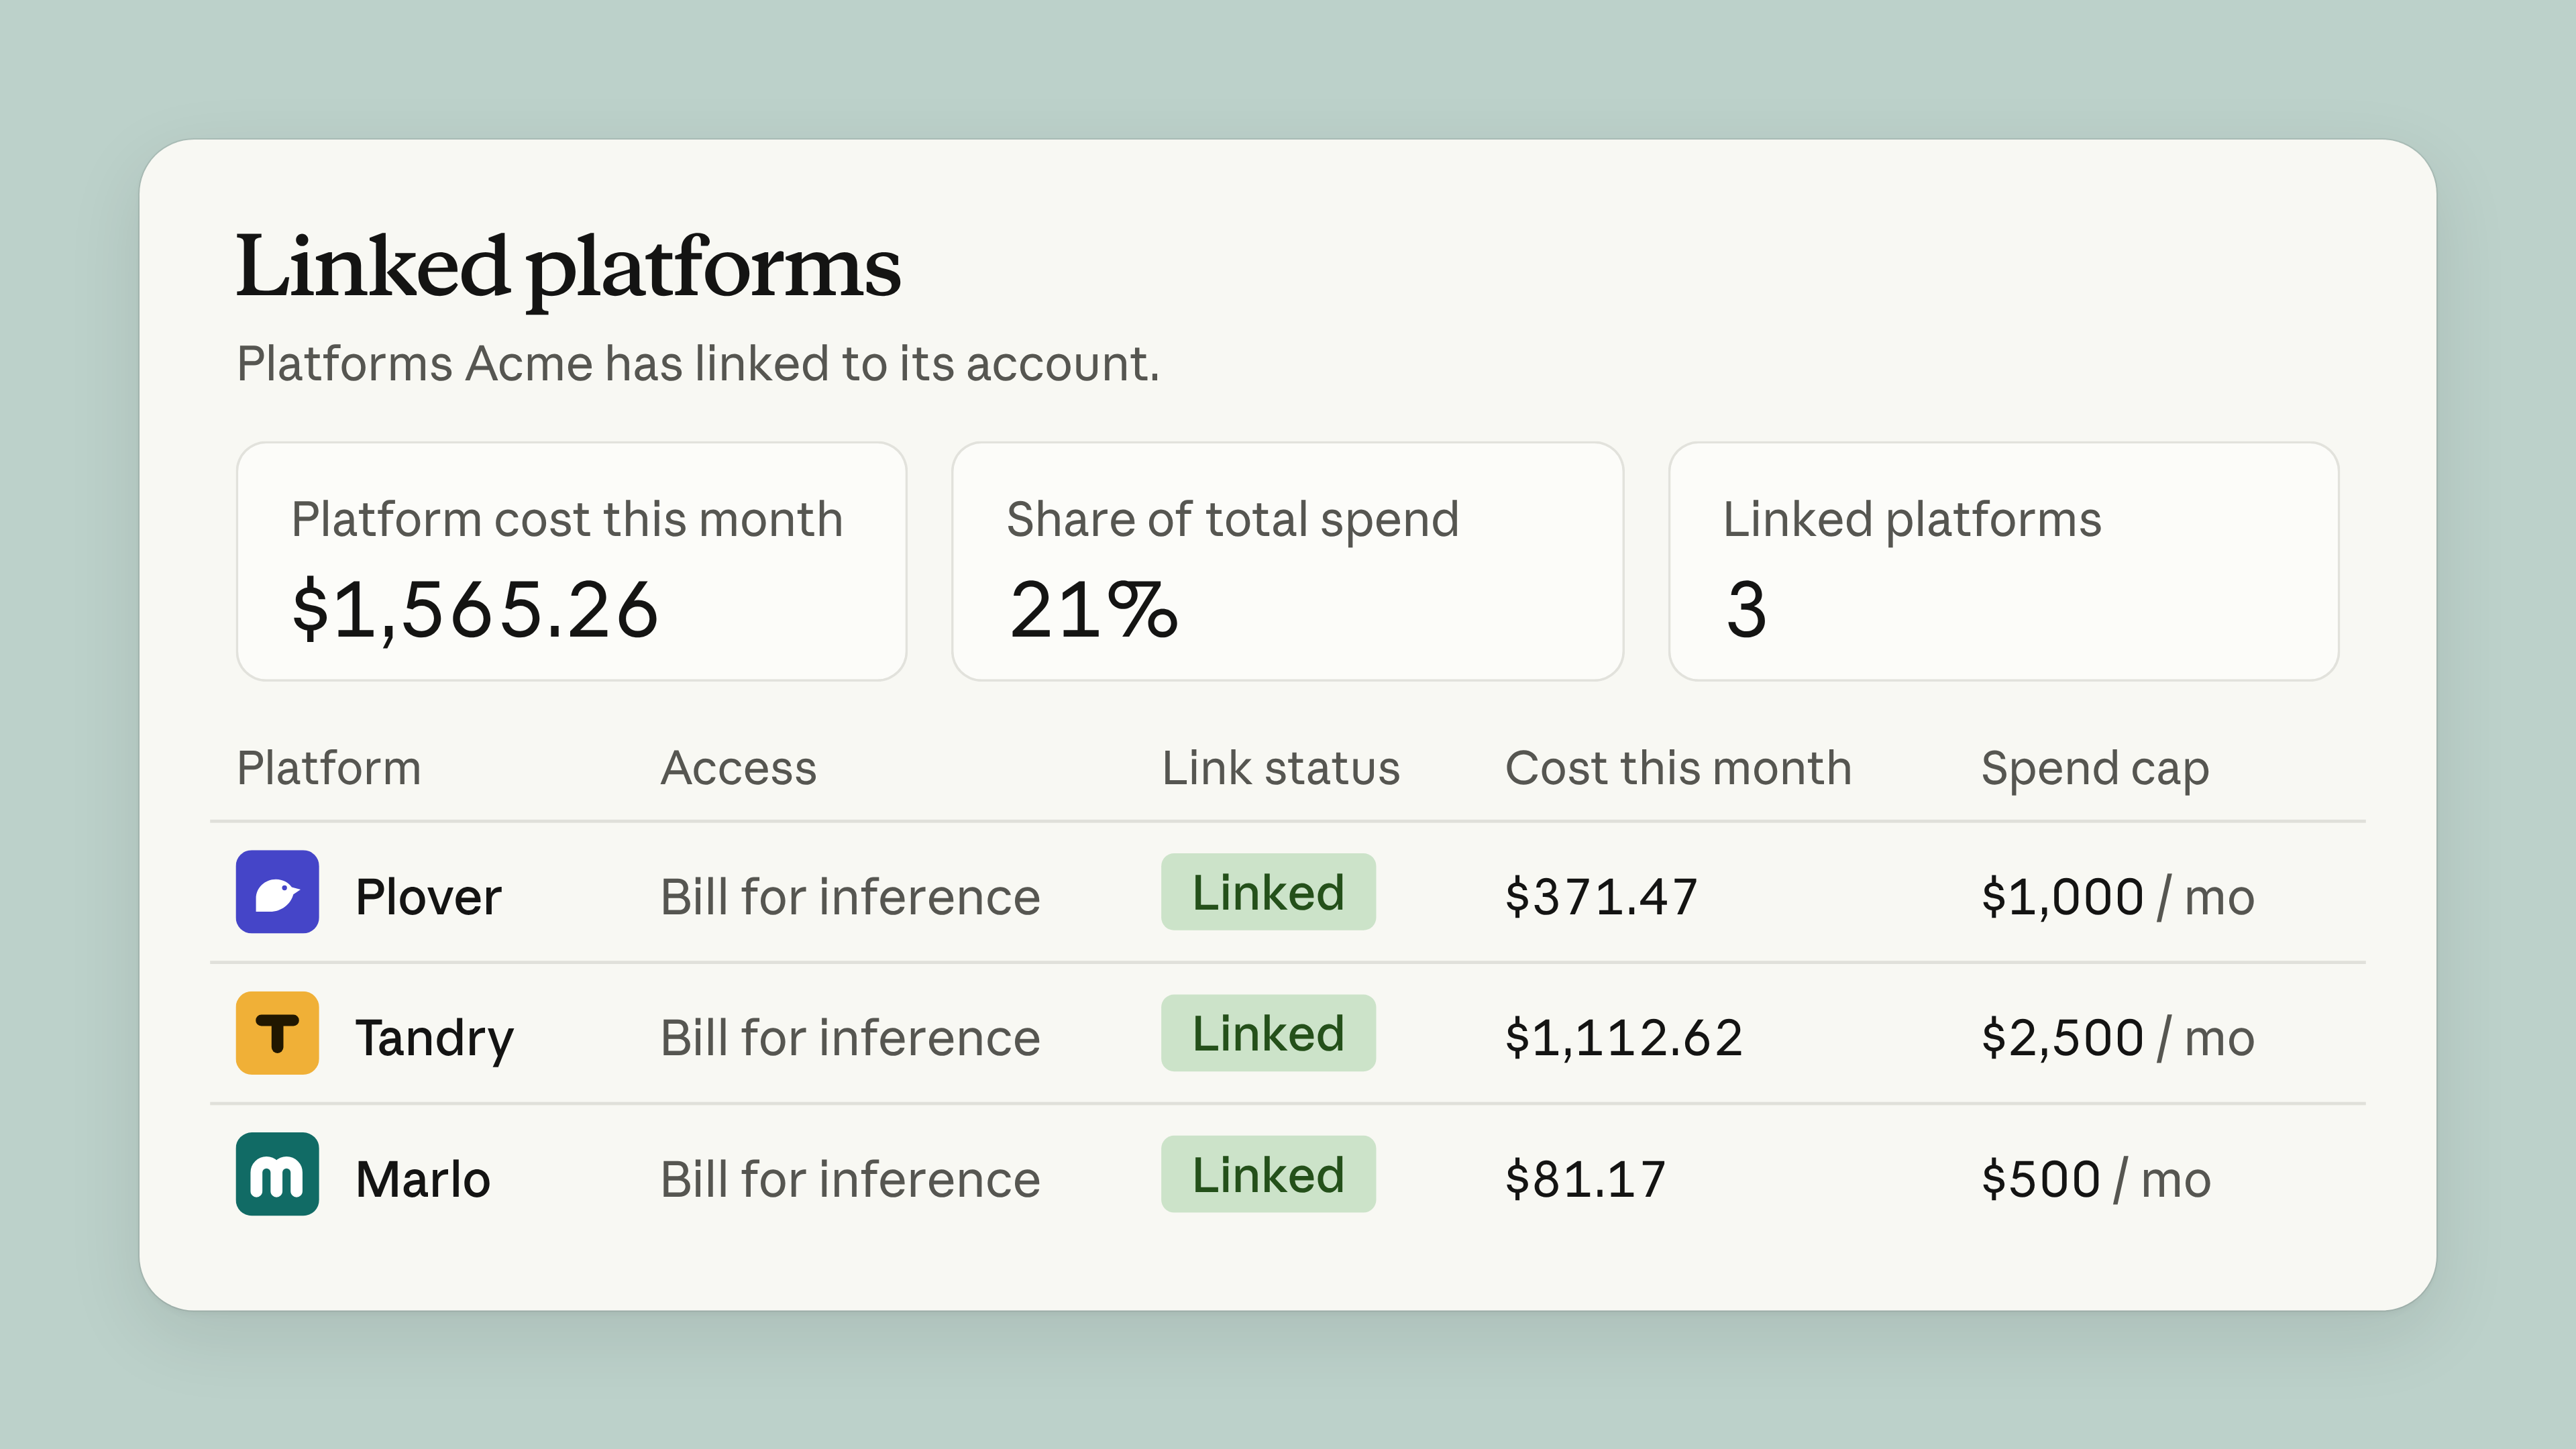 Linked platforms
Platforms Acme has linked to its account.
Platform cost this month
$1,565.26
Share of total spend
21%
Linked platforms
3
Platform Access Link status Cost this month Spend cap
Plover Bill for inference Linked $371.47 $1,000 / mo
T Tandry Bill for inference Linked $1,112.62 $2,500 / mo
m Marlo Bill for inference Linked $81.17 $500 / mo